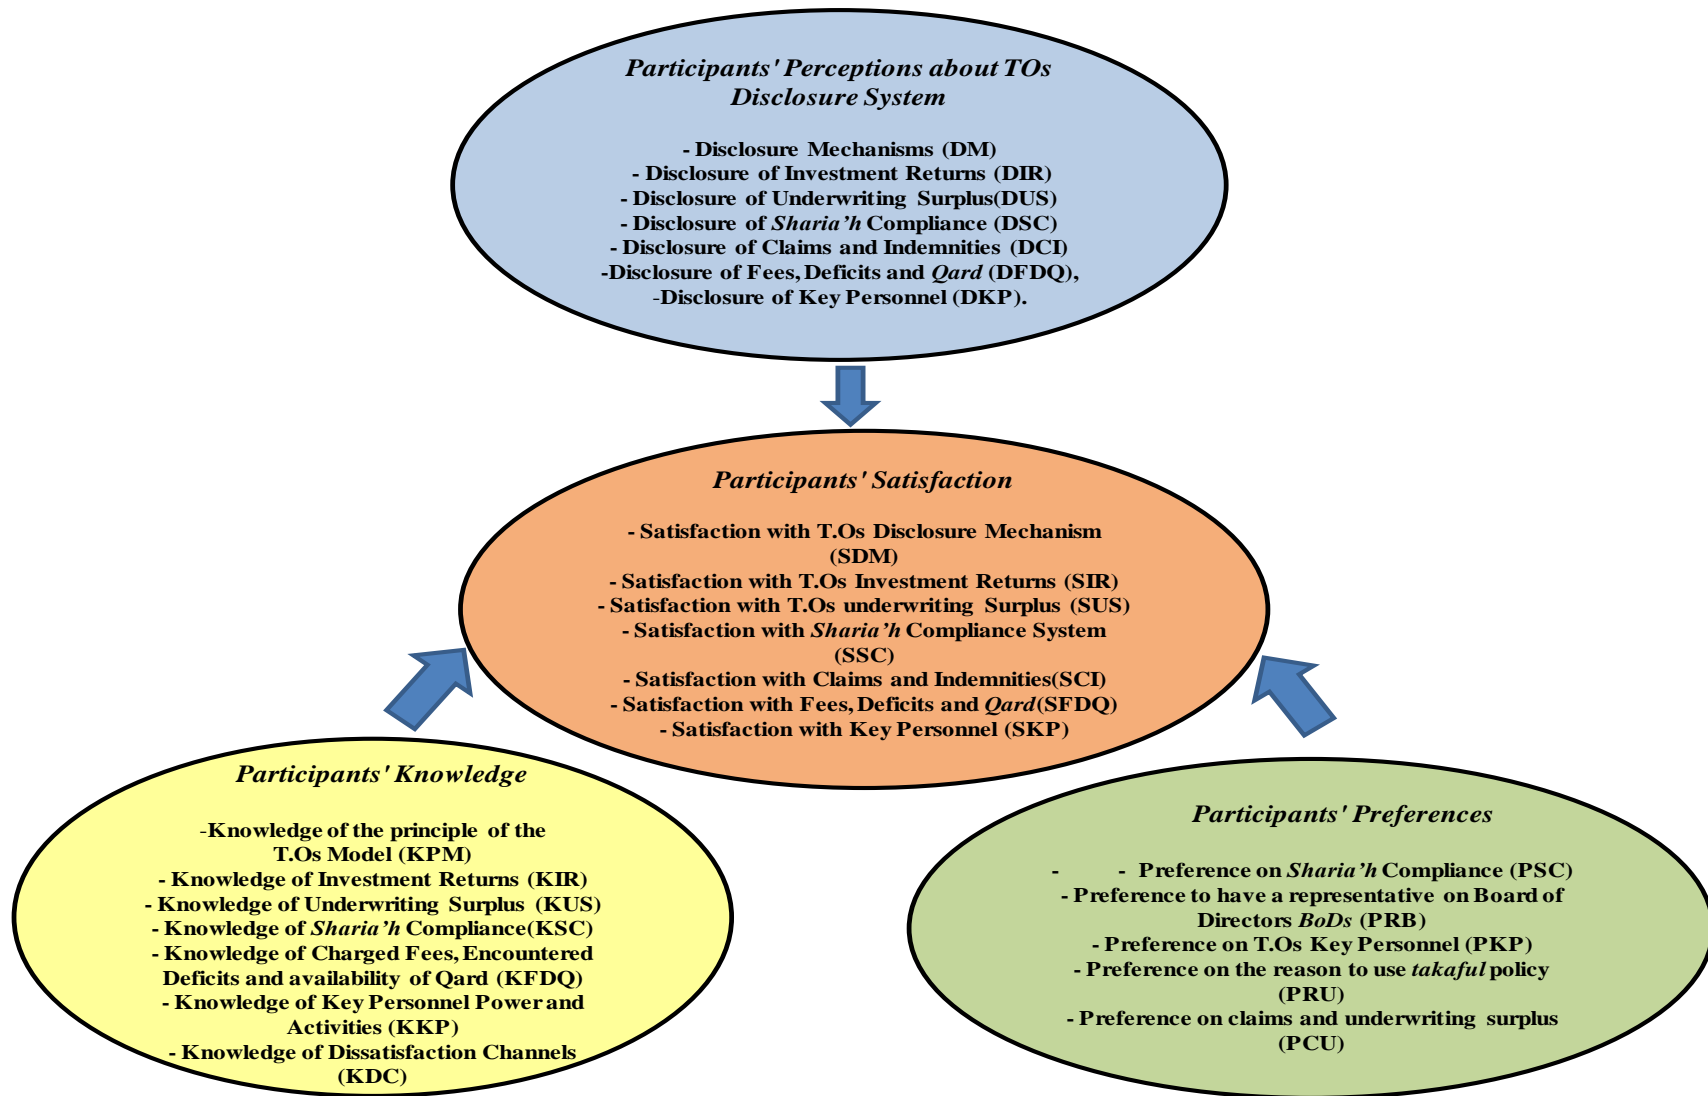 Participants' Perceptions about TOs
Disclosure System
- Disclosure Mechanisms (DM)
- Disclosure of Investment Returns (DIR)
- Disclosure of Underwriting Surplus(DUS)
- Disclosure of Sharia’h Compliance (DSC)
- Disclosure of Claims and Indemnities (DCI)
-Disclosure of Fees, Deficits and Qard (DFDQ),
-Disclosure of Key Personnel (DKP).
Participants' Satisfaction
- Satisfaction with T.Os Disclosure Mechanism
(SDM)
- Satisfaction with T.Os Investment Returns (SIR)
- Satisfaction with T.Os underwriting Surplus (SUS)
- Satisfaction with Sharia’h Compliance System
(SSC)
- Satisfaction with Claims and Indemnities(SCI)
- Satisfaction with Fees, Deficits and Qard(SFDQ)
- Satisfaction with Key Personnel (SKP)
Participants' Knowledge
-Knowledge of the principle of the
T.Os Model (KPM)
- Knowledge of Investment Returns (KIR)
- Knowledge of Underwriting Surplus (KUS)
- Knowledge of Sharia’h Compliance(KSC)
- Knowledge of Charged Fees, Encountered
Deficits and availability of Qard (KFDQ)
- Knowledge of Key Personnel Power and
Activities (KKP)
- Knowledge of Dissatisfaction Channels
(KDC)
Participants' Preferences
- - Preference on Sharia’h Compliance (PSC)
- Preference to have a representative on Board of
Directors BoDs (PRB)
- Preference on T.Os Key Personnel (PKP)
- Preference on the reason to use takaful policy
(PRU)
- Preference on claims and underwriting surplus
(PCU)